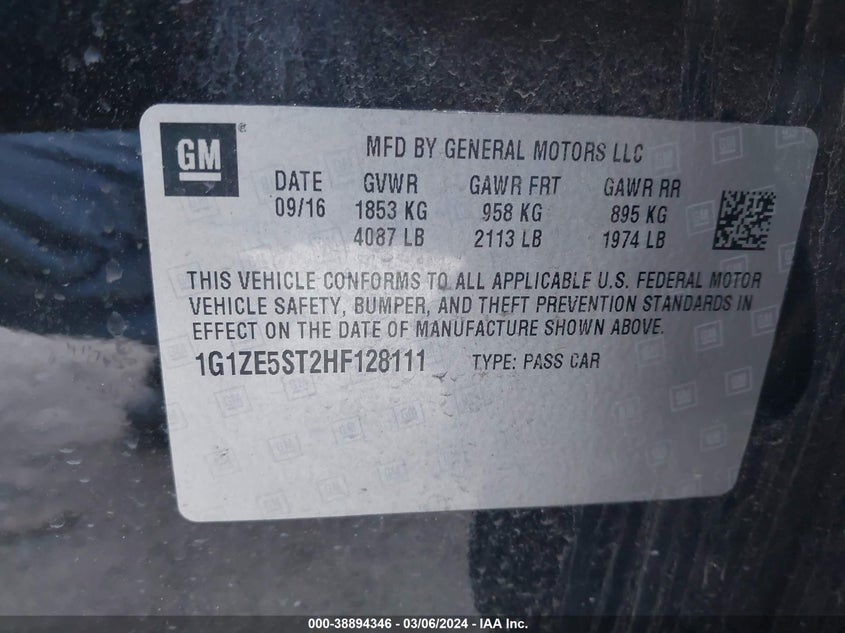 GM ®
MFD BY GENERAL MOTORS LLC
DATE GVWR GAWR FRT GAWR RR
09/16 1853 KG 958 KG 895 KG
4087 LB 2113 LB 1974 LB
THIS VEHICLE CONFORMS TO ALL APPLICABLE U.S. FEDERAL MOTOR
VEHICLE SAFETY, BUMPER, AND THEFT PREVENTION STANDARDS IN
EFFECT ON THE DATE OF MANUFACTURE SHOWN ABOVE.
1G1ZE5ST2HF128111 TYPE: PASS CAR
000-38894346 - 03/06/2024 - IAA Inc.